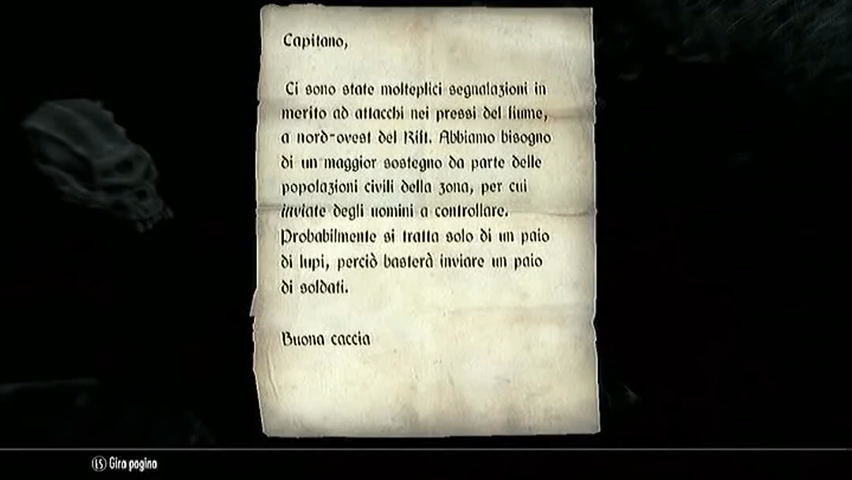 Capitano,
Ci sono state molteplici segnalazioni in
merito ad attacchi nei pressi del fiume,
a nord-ovest del Rift. Abbiamo bisogno
di un maggior sostegno da parte delle
popolazioni civili della zona, per cui
inviate degli uomini a controllare.
Probabilmente si tratta solo di un paio
di lupi, perciò basterà inviare un paio
di soldati.
Buona caccia
LS Gira pagina